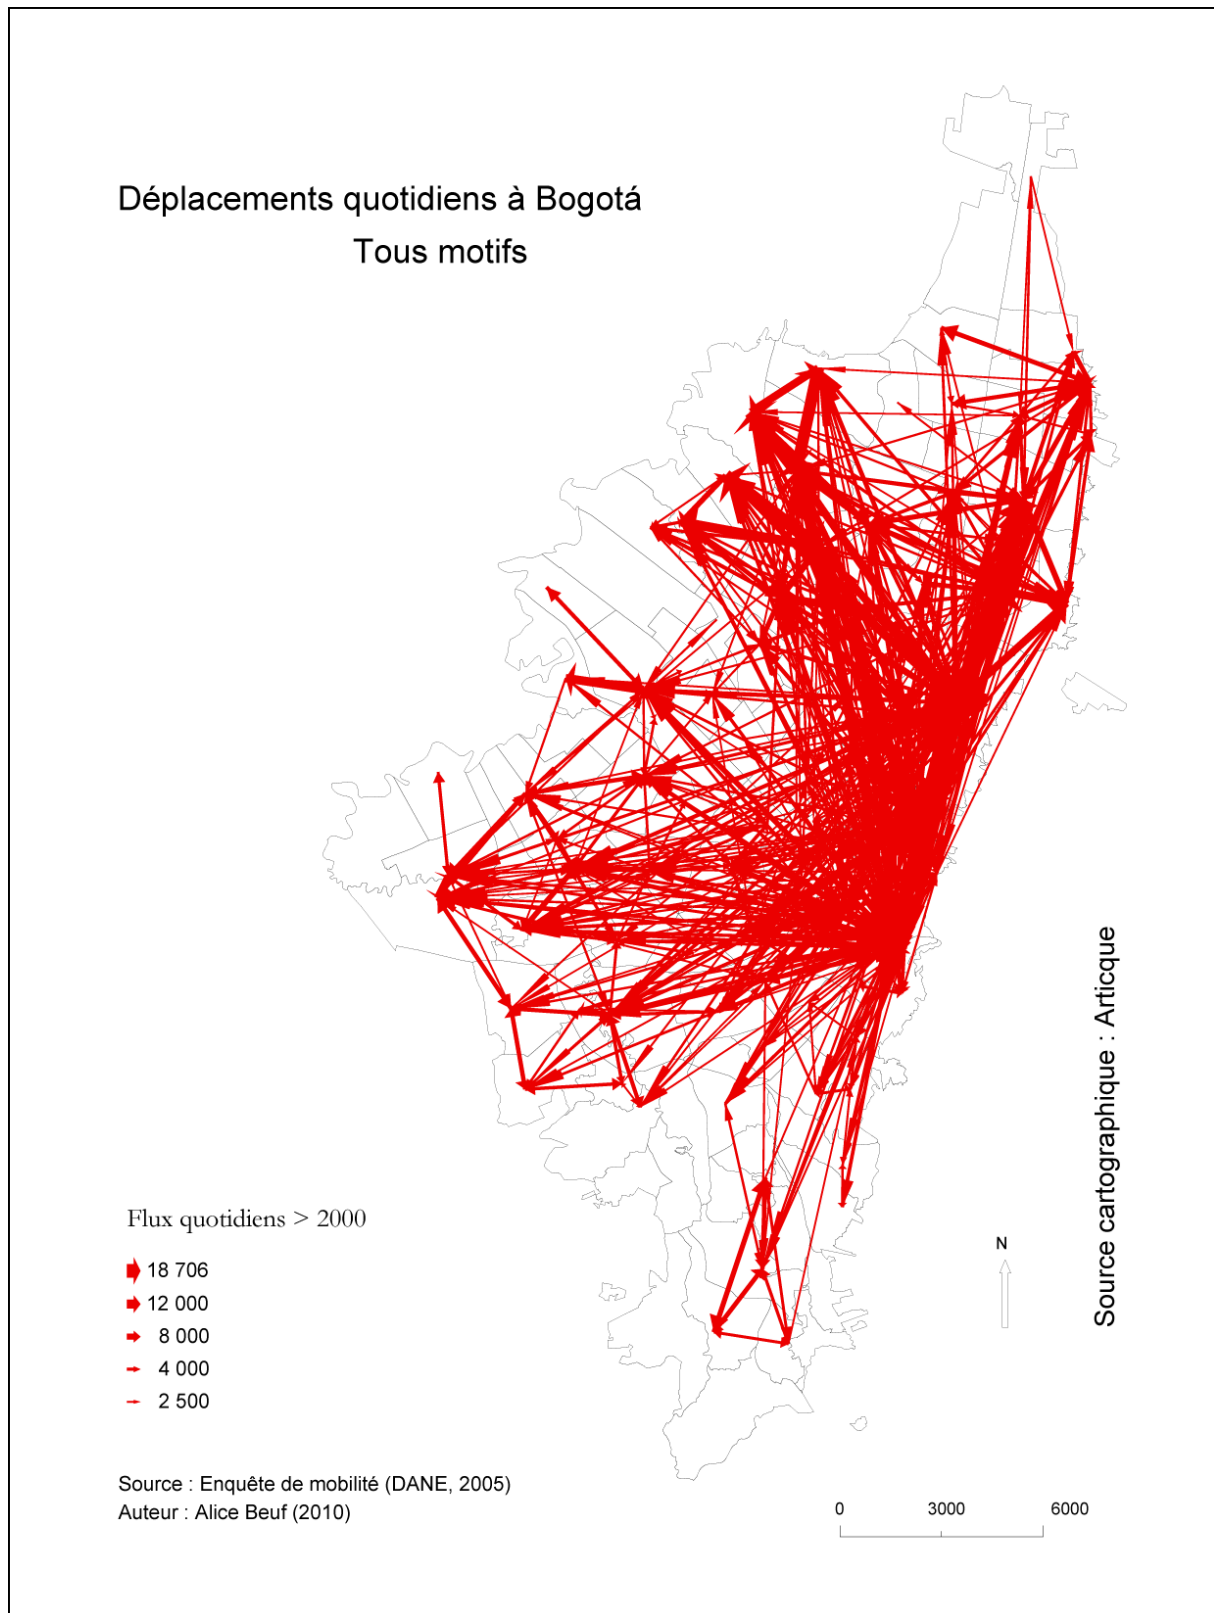 Déplacements quotidiens à Bogotá
Tous motifs
Source cartographique : Articque
Flux quotidiens > 2000
18 706
12 000
8 000
4 000
2 500
N
Source : Enquête de mobilité (DANE, 2005)
Auteur : Alice Beuf (2010)
0 3000 6000